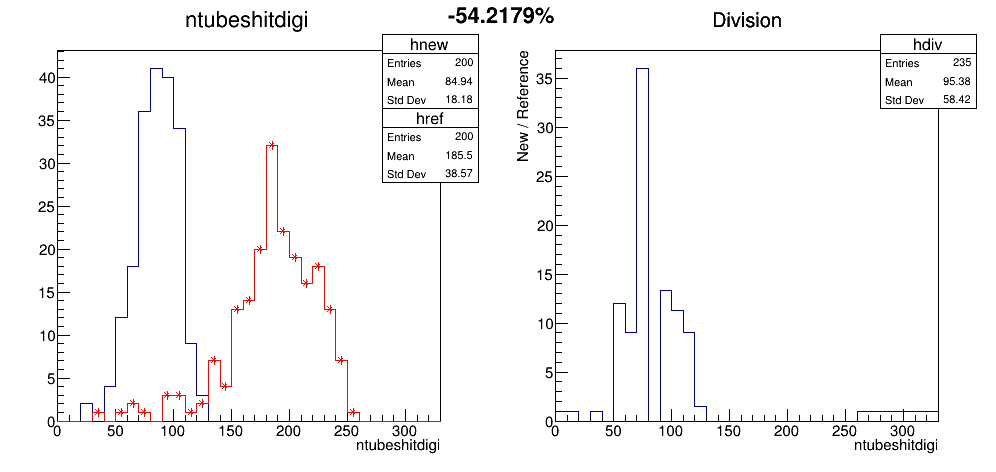 ntubeshitdigi
-54.2179%
Division
hnew
Entries 200
Mean 84.94
Std Dev 18.18
href
Entries 200
Mean 185.5
Std Dev 38.57
40
35
30
25
20
15
10
5
0
0 50 100 150 200 250 300
ntubeshitdigi
hdiv
Entries 235
Mean 95.38
Std Dev 58.42
New / Reference
35
30
25
20
15
10
5
0
0 50 100 150 200 250 300
ntubeshitdigi